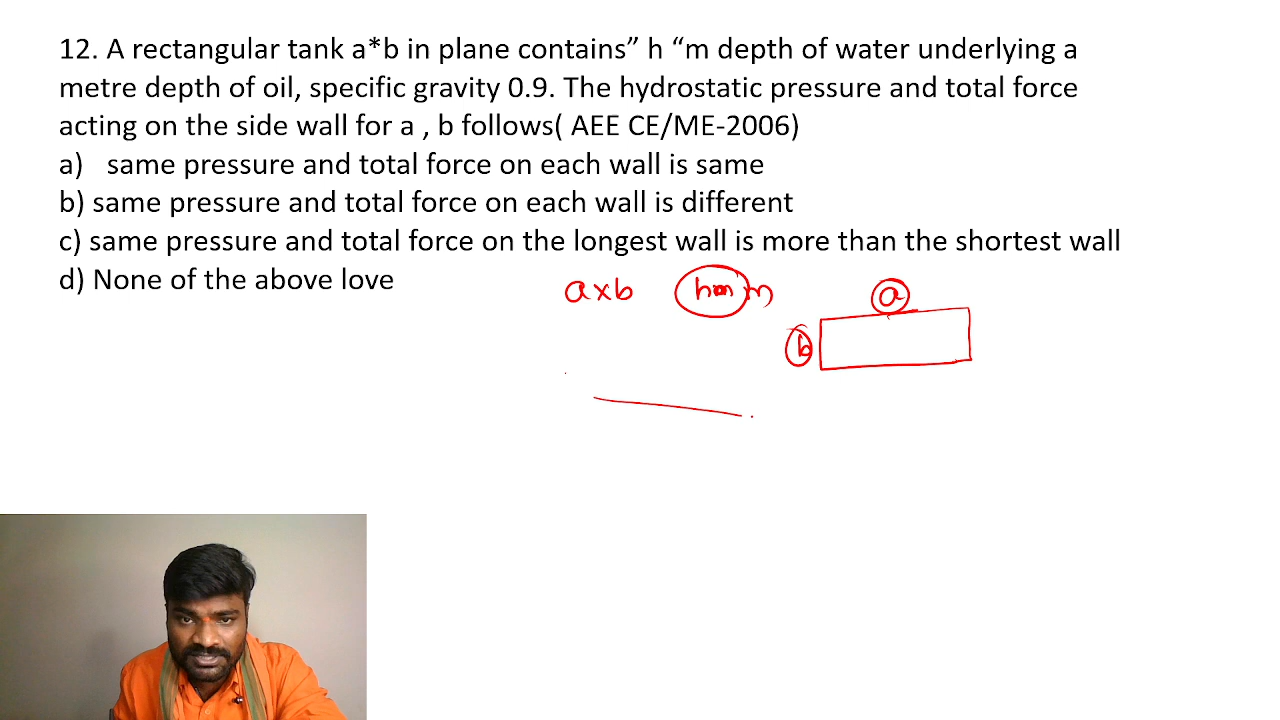 12. A rectangular tank a*b in plane contains” h “m depth of water underlying a
metre depth of oil, specific gravity 0.9. The hydrostatic pressure and total force
acting on the side wall for a , b follows( AEE CE/ME-2006)
a) same pressure and total force on each wall is same
b) same pressure and total force on each wall is different
c) same pressure and total force on the longest wall is more than the shortest wall
d) None of the above love
a×b
a
b